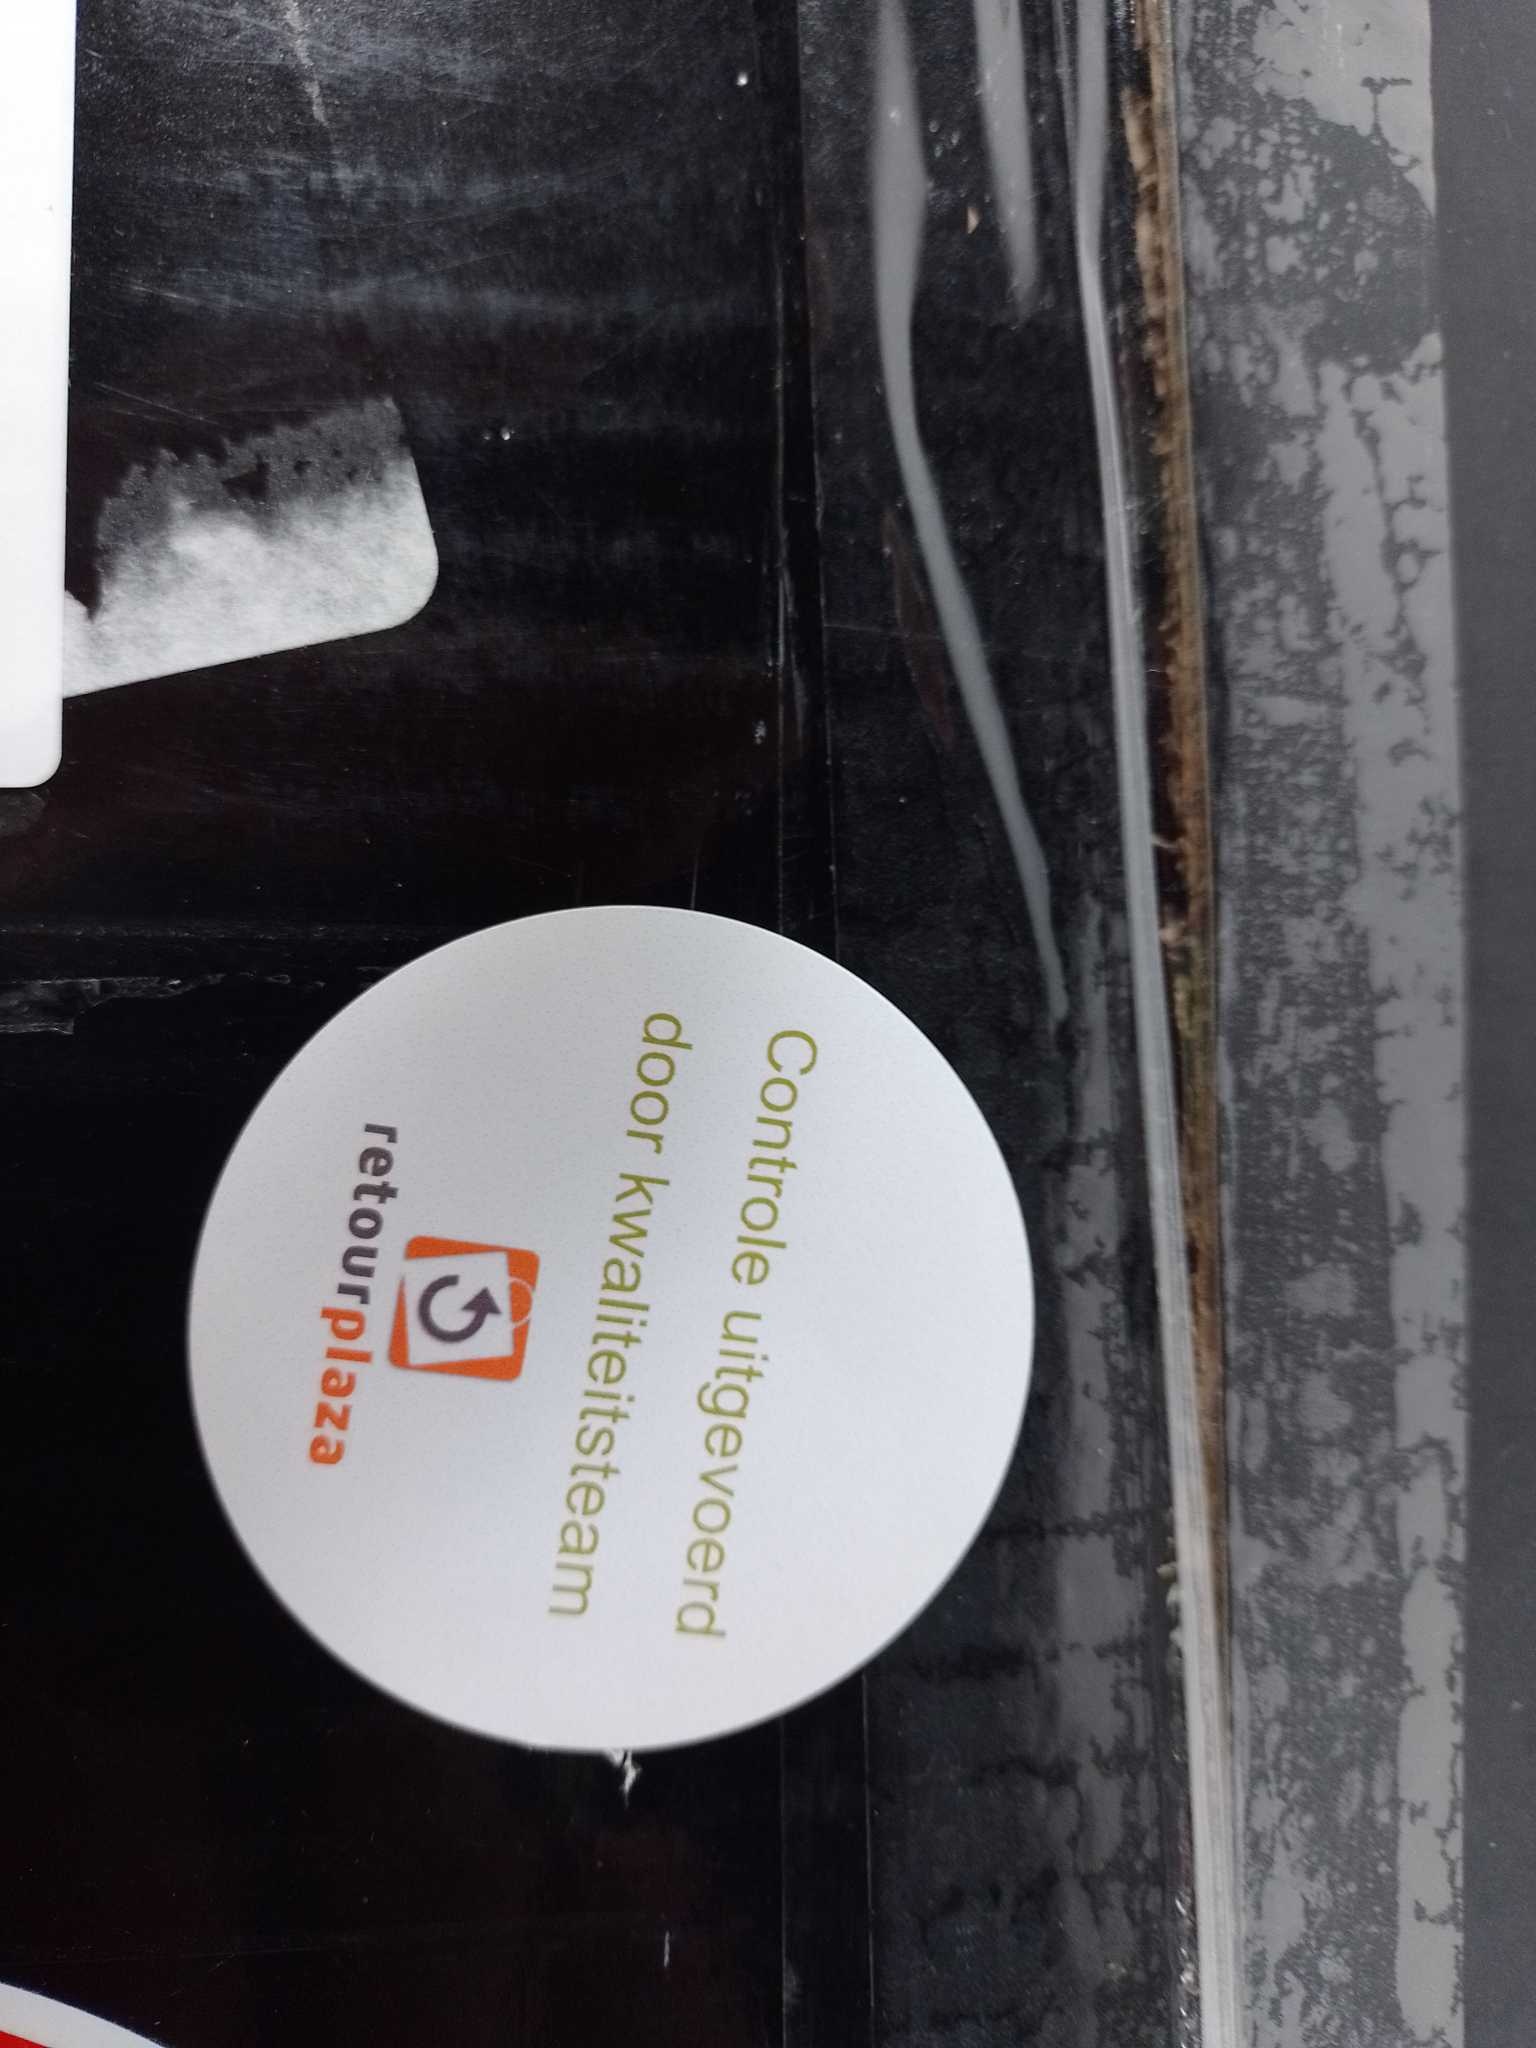 Controle uitgevoerd
door kwaliteitsteam
retourplaza